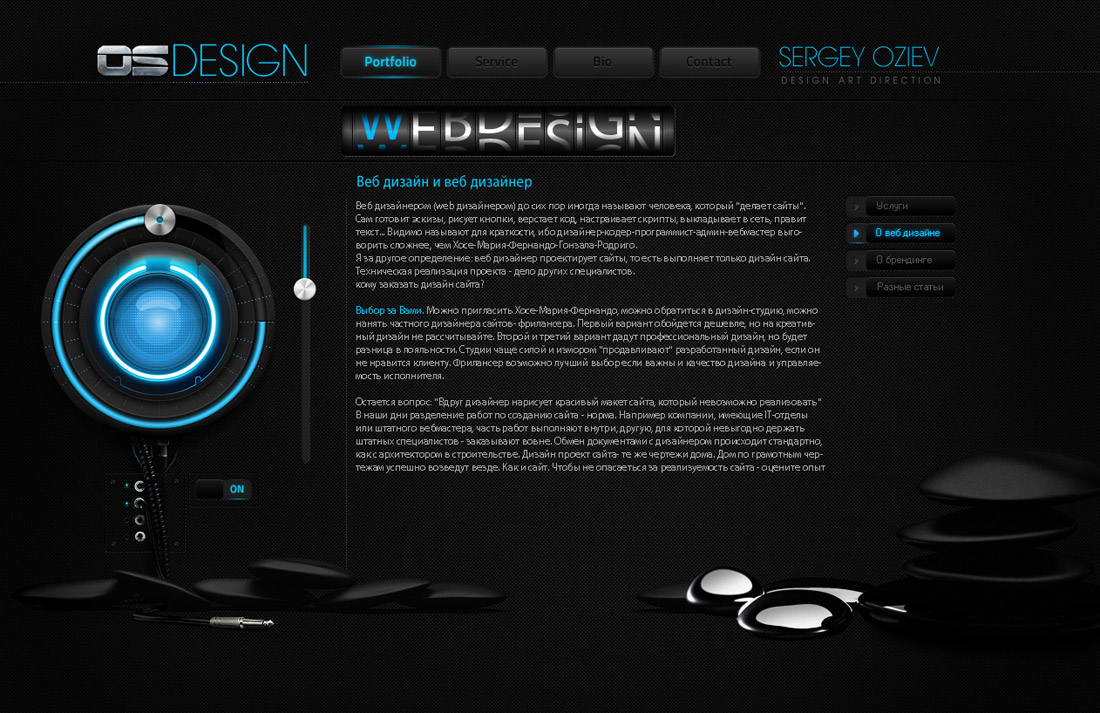 OSDESIGN
Portfolio
Service
Bio
Contact
SERGEY OZIEV
DESIGN ART DIRECTION
WEBDESIGN
Веб дизайн и веб дизайнер
Веб дизайнером (web дизайнером) до сих пор иногда называют человека, который "делает сайты".
Сам готовит эскизы, рисует кнопки, верстает код, настраивает скрипты, выкладывает в сеть, правит
текст... Видимо называют для краткости, ибо дизайнер-кодер-программист-админ-вебмастер выго-
ворить сложнее, чем Хосе-Мария-Фернандо-Гонзала-Родриго.
Я за другое определение: веб дизайнер проектирует сайты, то есть выполняет только дизайн сайта.
Техническая реализация проекта - дело других специалистов.
кому заказать дизайн сайта?
Выбор за Вами. Можно пригласить Хосе-Мария-Фернандо, можно обратиться в дизайн-студию, можно
нанять частного дизайнера сайтов- фрилансера. Первый вариант обойдется дешевле, но на креатив-
ный дизайн не рассчитывайте. Второй и третий вариант дадут профессиональный дизайн, но будет
разница в лояльности. Студии чаще силой и измором "продавливают" разработанный дизайн, если он
не нравится клиенту. Фрилансер возможно лучший выбор если важны и качество дизайна и управляе-
мость исполнителя.
Остается вопрос: "Вдруг дизайнер нарисует красивый макет сайта, который невозможно реализовать"
В наши дни разделение работ по созданию сайта - норма. Например компании, имеющие IT-отделы
или штатного вебмастера, часть работ выполняют внутри, другую, для которой невыгодно держать
штатных специалистов - заказывают вовне. Обмен документами с дизайнером происходит стандартно,
как с архитектором в строительстве. Дизайн проект сайта- те же чертежи дома. Дом по грамотным чер-
тежам успешно возведут везде. Как и сайт. Чтобы не опасаеться за реализуемость сайта - оцените опыт
Услуги
О веб дизайне
О брендинге
Разные статьи
ON